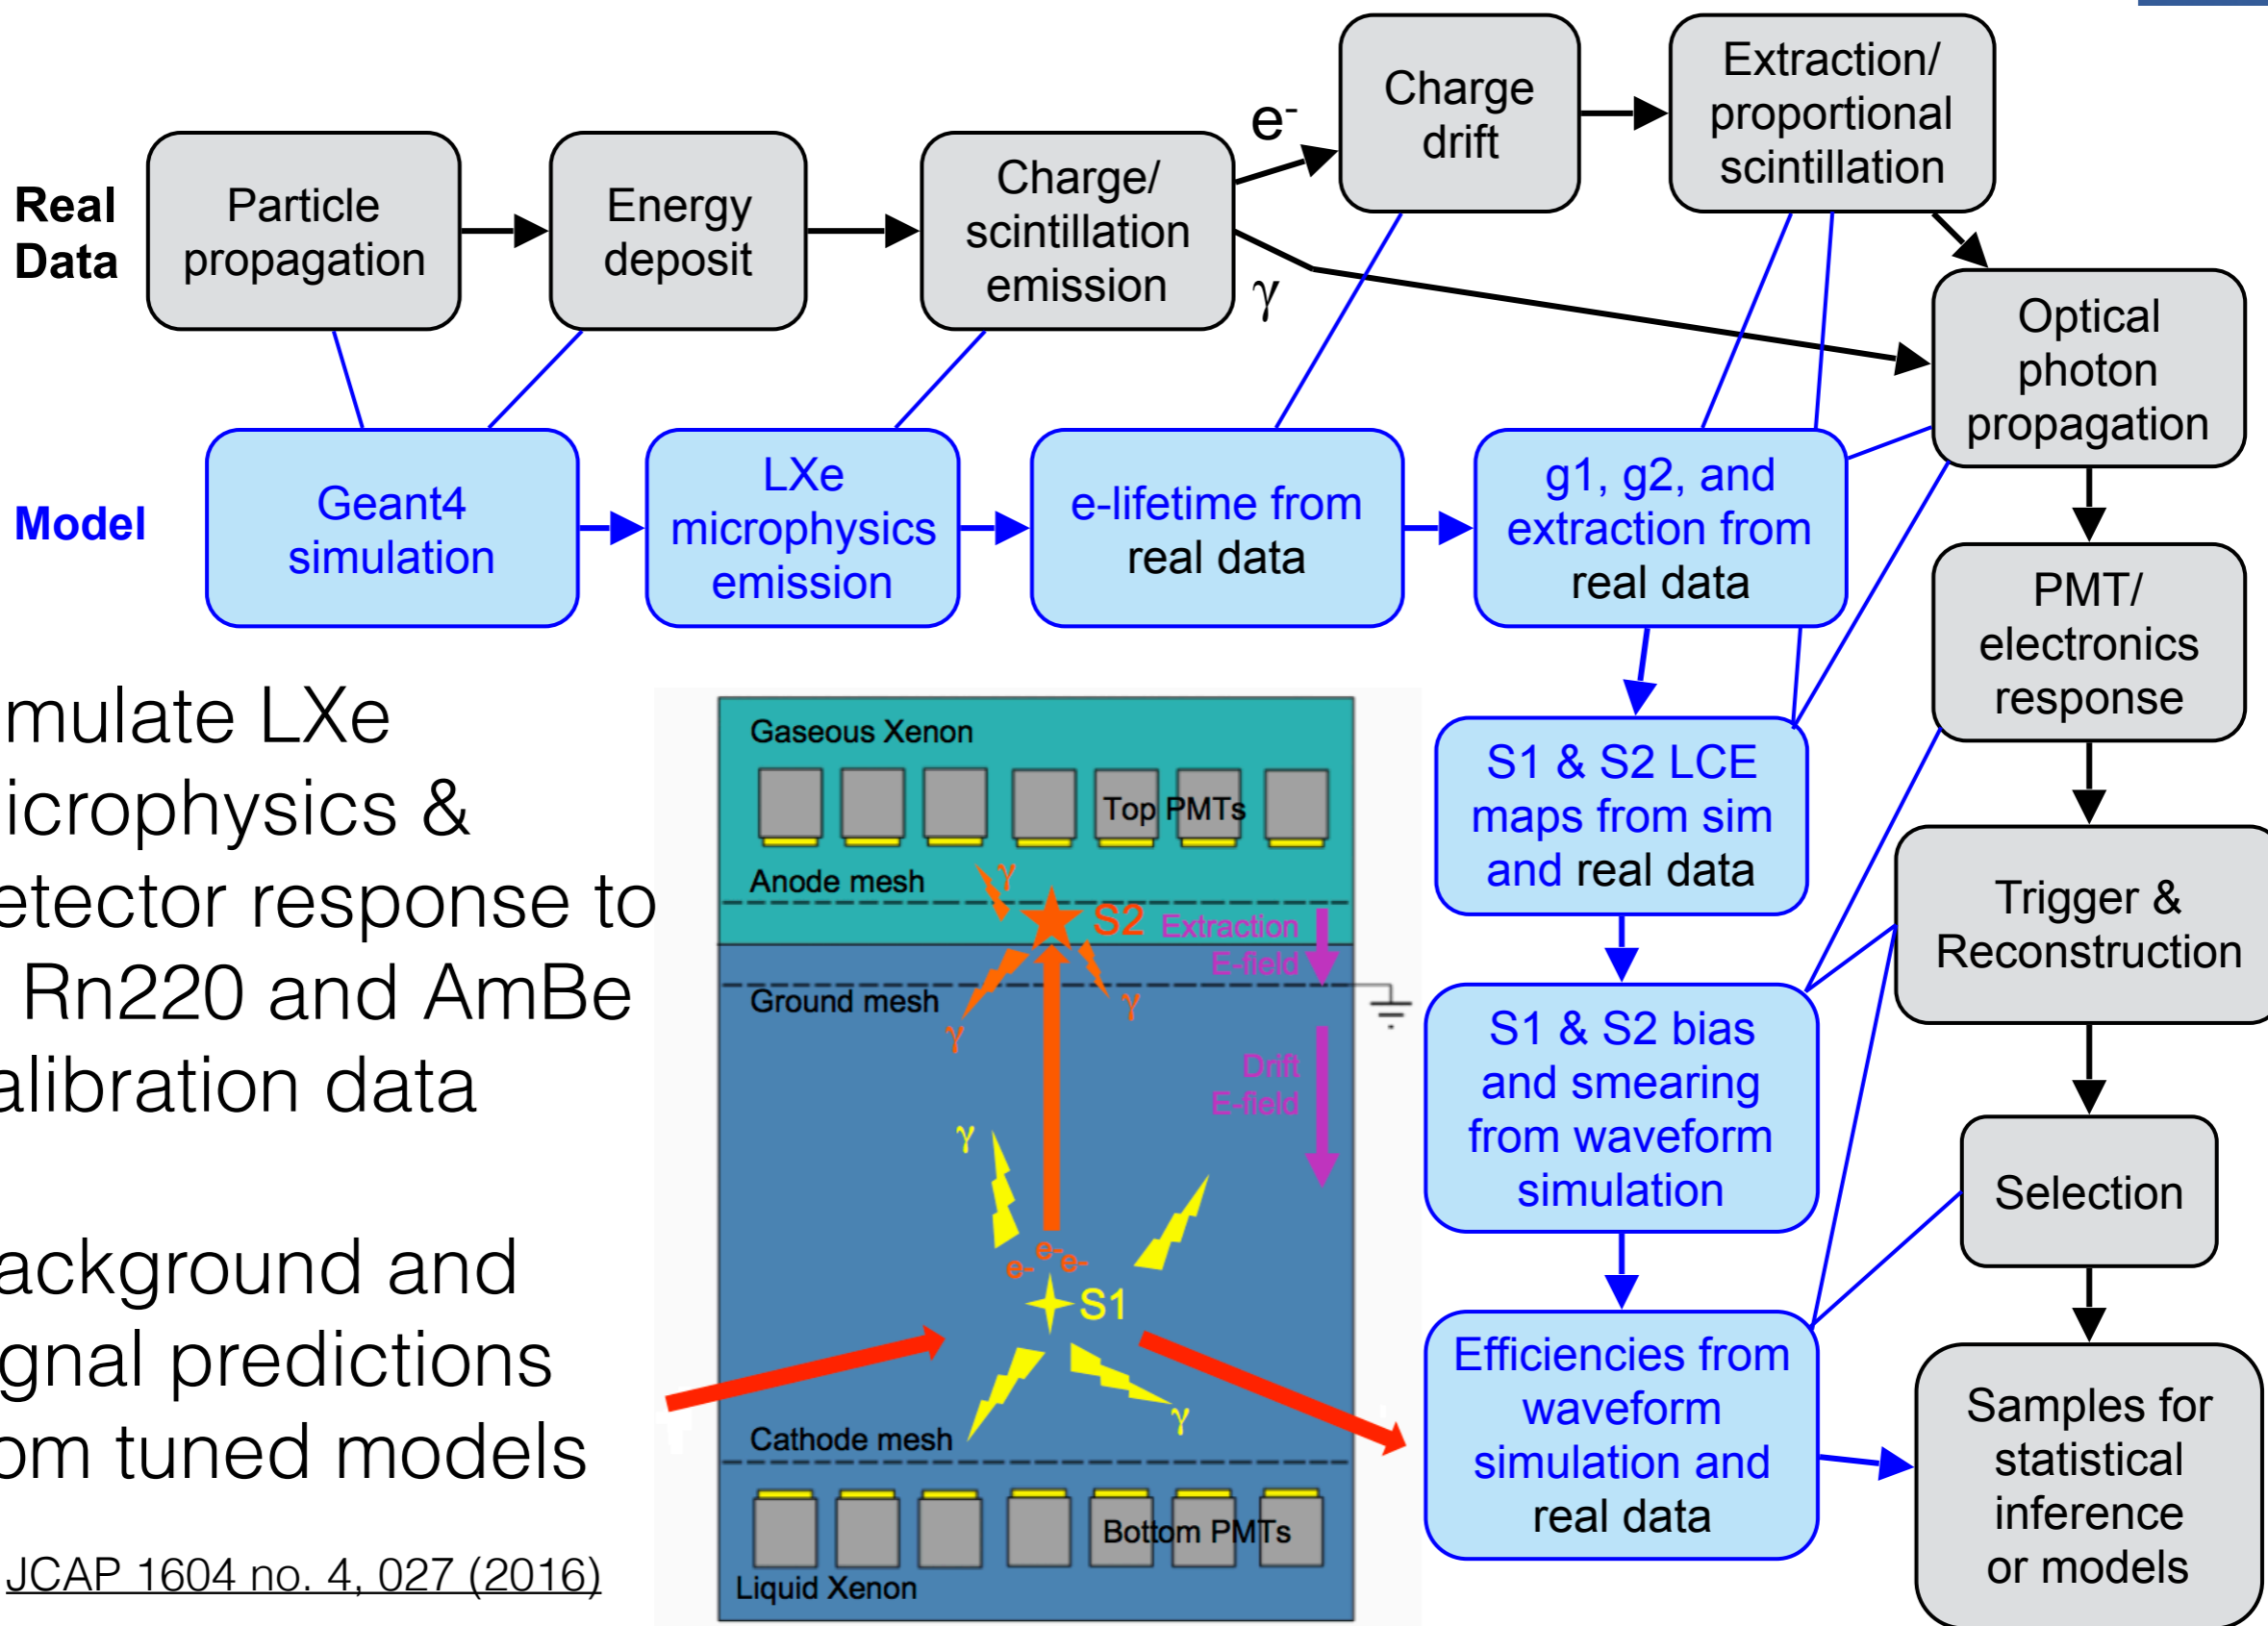 Real
Data
Particle
propagation
Energy
deposit
Charge/
scintillation
emission
e-
γ
Charge
drift
Extraction/
proportional
scintillation
Optical
photon
propagation
PMT/
electronics
response
Trigger &
Reconstruction
Selection
Samples for
statistical
inference
or models
Model
Geant4
simulation
LXe
microphysics
emission
e-lifetime from
real data
g1, g2, and
extraction from
real data
S1 & S2 LCE
maps from sim
and real data
S1 & S2 bias
and smearing
from waveform
simulation
Efficiencies from
waveform
simulation and
real data
mulate LXe
icrophysics &
etector response to
Rn220 and AmBe
alibration data
ackground and
gnal predictions
om tuned models
JCAP 1604 no. 4, 027 (2016)
Gaseous Xenon
Top PMTs
Anode mesh
γ
S2
Extraction
E-field
Ground mesh
γ
γ
Drift
E-field
γ
e-
e-
e-
S1
γ
Cathode mesh
Bottom PMTs
Liquid Xenon